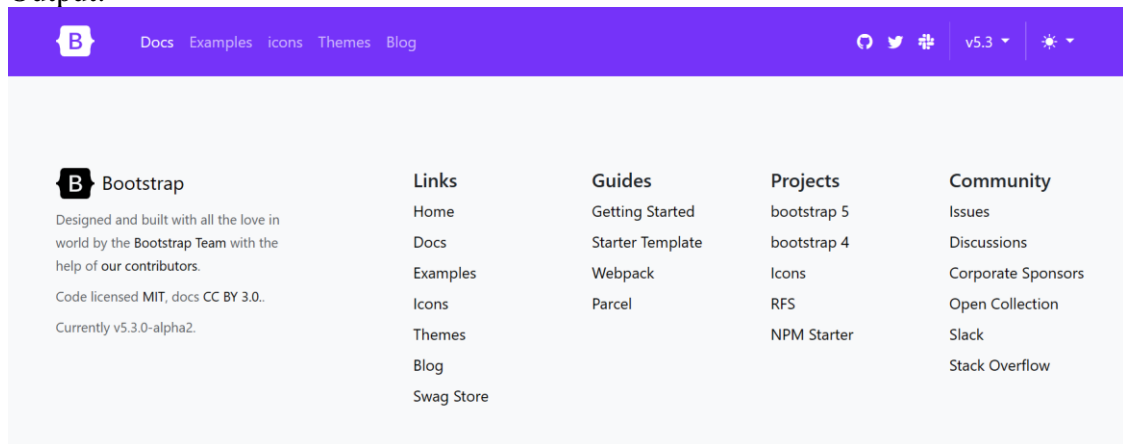 Output:
B
Docs Examples icons Themes Blog
v5.3
B Bootstrap
Designed and built with all the love in
world by the Bootstrap Team with the
help of our contributors.
Code licensed MIT, docs CC BY 3.0..
Currently v5.3.0-alpha2.
Links
Home
Docs
Examples
Icons
Themes
Blog
Swag Store
Guides
Getting Started
Starter Template
Webpack
Parcel
Projects
bootstrap 5
bootstrap 4
Icons
RFS
NPM Starter
Community
Issues
Discussions
Corporate Sponsors
Open Collection
Slack
Stack Overflow